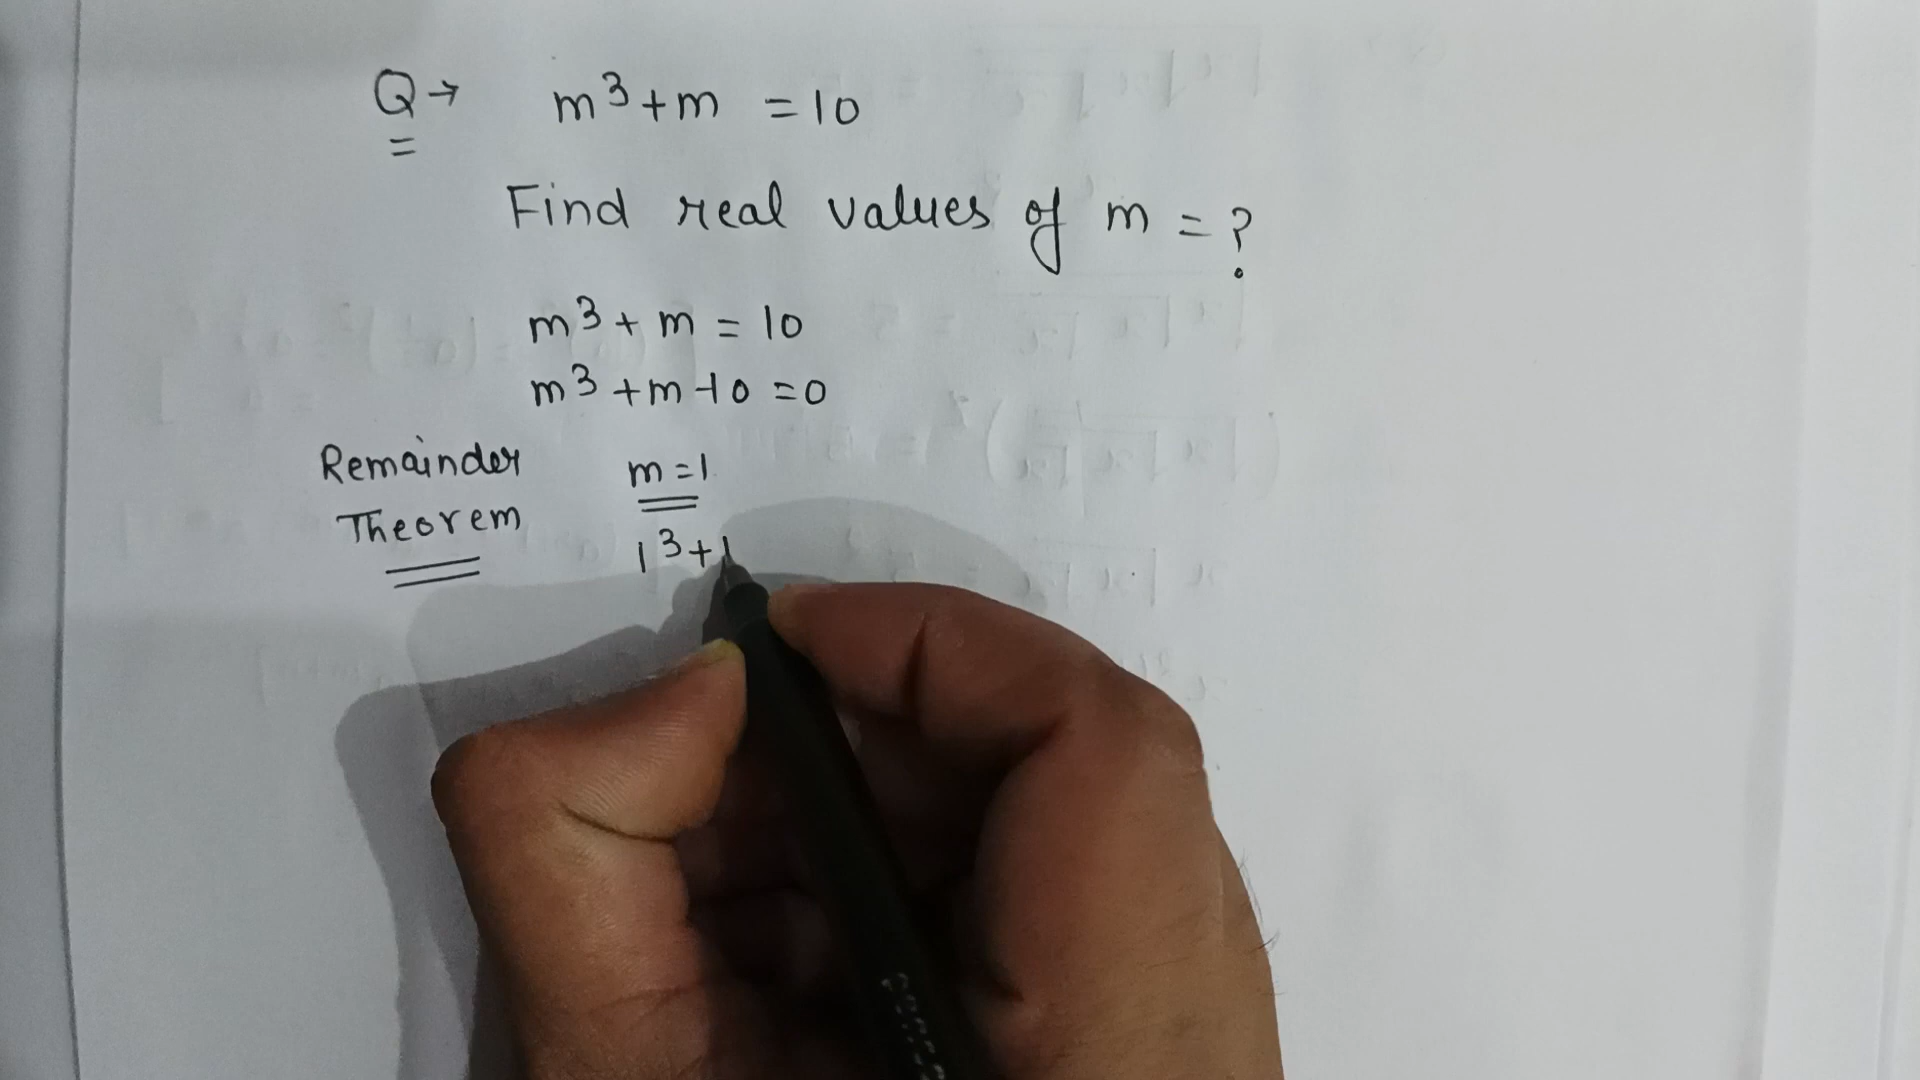 Q→ m³+m = 10
Find real values of m = ?
m³ + m = 10
m³ + m -10 = 0
Remainder Theorem
m = 1
1³+1